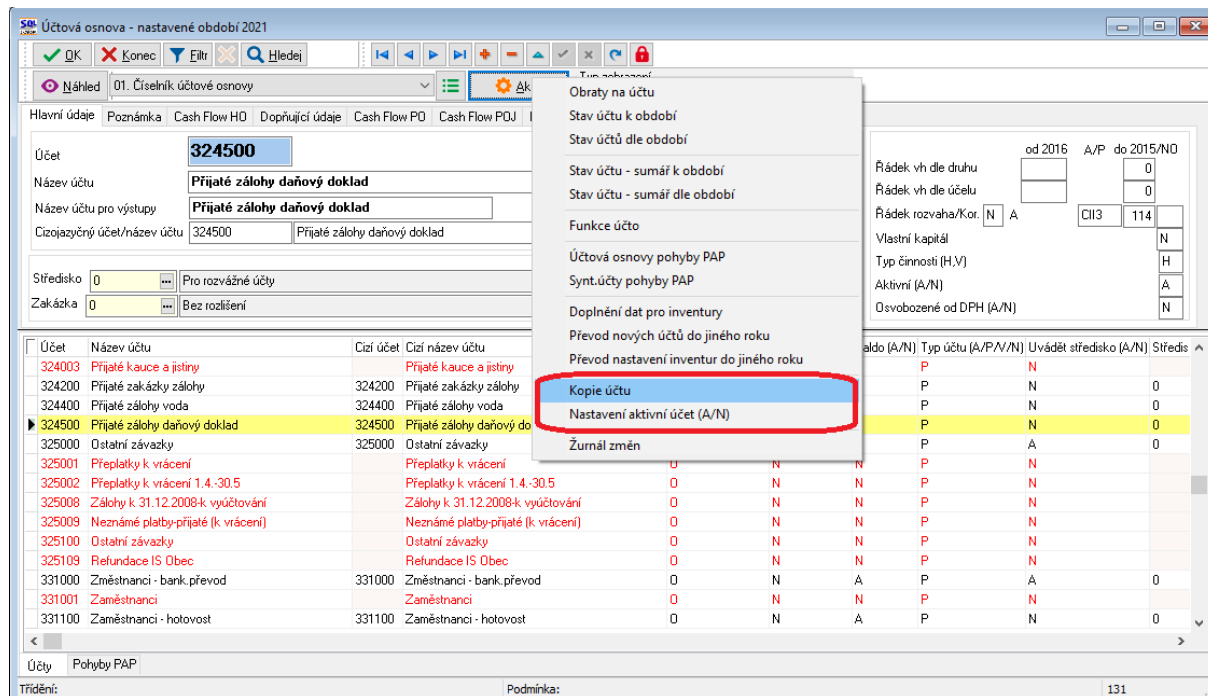 Účtová osnova - nastavené období 2021
OK Konec Filtr Hledej
Náhled 01. Číselník účtové osnovy
Hlavní údaje Poznámka Cash Flow HO Dopňující údaje Cash Flow PO Cash Flow POJ
Účet 324500
Název účtu Přijaté zálohy daňový doklad
Název účtu pro výstupy Přijaté zálohy daňový doklad
Cizojazyčný účet/název účtu 324500 Přijaté zálohy daňový doklad
Středisko 0 ... Pro rozvážné účty
Zakázka 0 ... Bez rozlišení
Obraty na účtu
Stav účtu k období
Stav účtů dle období
Stav účtu - sumář k období
Stav účtu - sumář dle období
Funkce účto
Účtová osnovy pohyby PAP
Synt.účty pohyby PAP
Doplnění dat pro inventury
Převod nových účtů do jiného roku
Převod nastavení inventur do jiného roku
Kopie účtu
Nastavení aktivní účet (A/N)
Žurnál změn
od 2016 A/P do 2015/NO
Řádek vh dle druhu 0
Řádek vh dle účelu 0
Řádek rozvaha/Kor. N A CII3 114
Vlastní kapitál N
Typ činnosti (H,V) H
Aktivní (A/N) A
Osvobozené od DPH (A/N) N
Účet Název účtu Cizí účet Cizí název účtu (A/N) Typ účtu (A/P/V/N) Uvádět středisko (A/N) Středis
324003 Přijaté kauce a jistiny Přijaté kauce a jistiny P N
324200 Přijaté zakázky zálohy 324200 Přijaté zakázky zálohy P N 0
324400 Přijaté zálohy voda 324400 Přijaté zálohy voda P N 0
324500 Přijaté zálohy daňový doklad 324500 Přijaté zálohy daňový do P N 0
325000 Ostatní závazky 325000 Ostatní závazky P A 0
325001 Přeplatky k vrácení Přeplatky k vrácení O N N P N
325002 Přeplatky k vrácení 1.4.-30.5 Přeplatky k vrácení 1.4.-30.5 O N N P N
325008 Zálohy k 31.12.2008-k vyúčtování Zálohy k 31.12.2008-k vyúčtování O N N P N
325009 Neznámé platby-přijaté (k vrácení) Neznámé platby-přijaté (k vrácení) O N N P N
325100 Ostatní závazky Ostatní závazky O N N P N
325109 Refundace IS Obec Refundace IS Obec O N N P N
331000 Změstnanci - bank.převod 331000 Změstnanci - bank.převod O N A P A 0
331001 Zaměstnanci Zaměstnanci O N N P N
331100 Zaměstnanci - hotovost 331100 Zaměstnanci - hotovost O N A P N 0
Účty Pohyby PAP
Třídění: Podmínka: 131